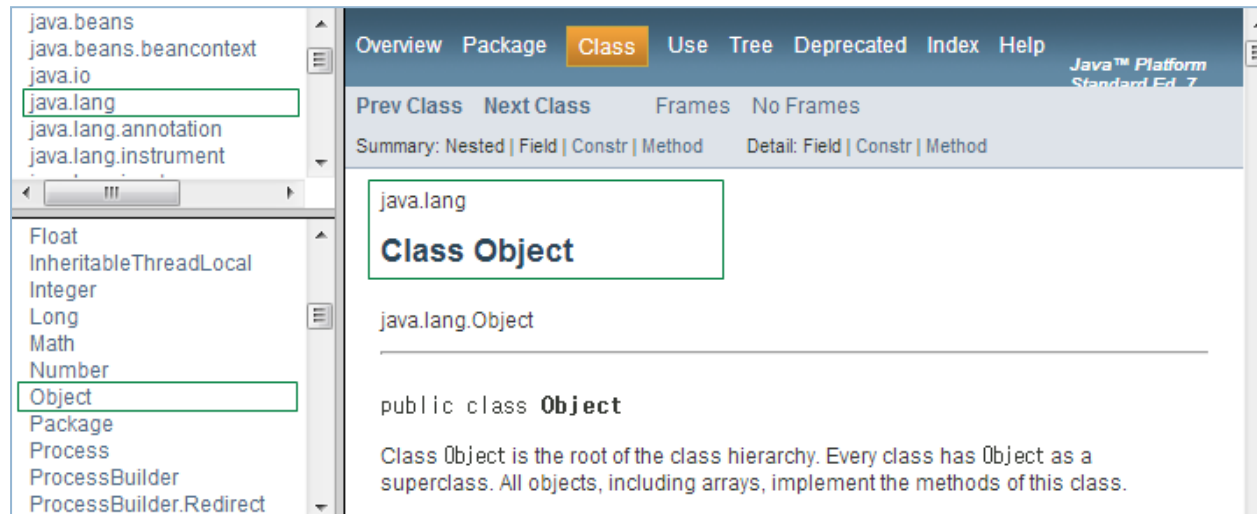 java.beans
java.beans.beancontext
java.io
java.lang
java.lang.annotation
java.lang.instrument
Float
InheritableThreadLocal
Integer
Long
Math
Number
Object
Package
Process
ProcessBuilder
ProcessBuilder.Redirect
Overview Package Class Use Tree Deprecated Index Help
Java™ Platform
Standard Ed. 7
Prev Class Next Class Frames No Frames
Summary: Nested | Field | Constr | Method Detail: Field | Constr | Method
java.lang
Class Object
java.lang.Object
public class Object
Class Object is the root of the class hierarchy. Every class has Object as a
superclass. All objects, including arrays, implement the methods of this class.